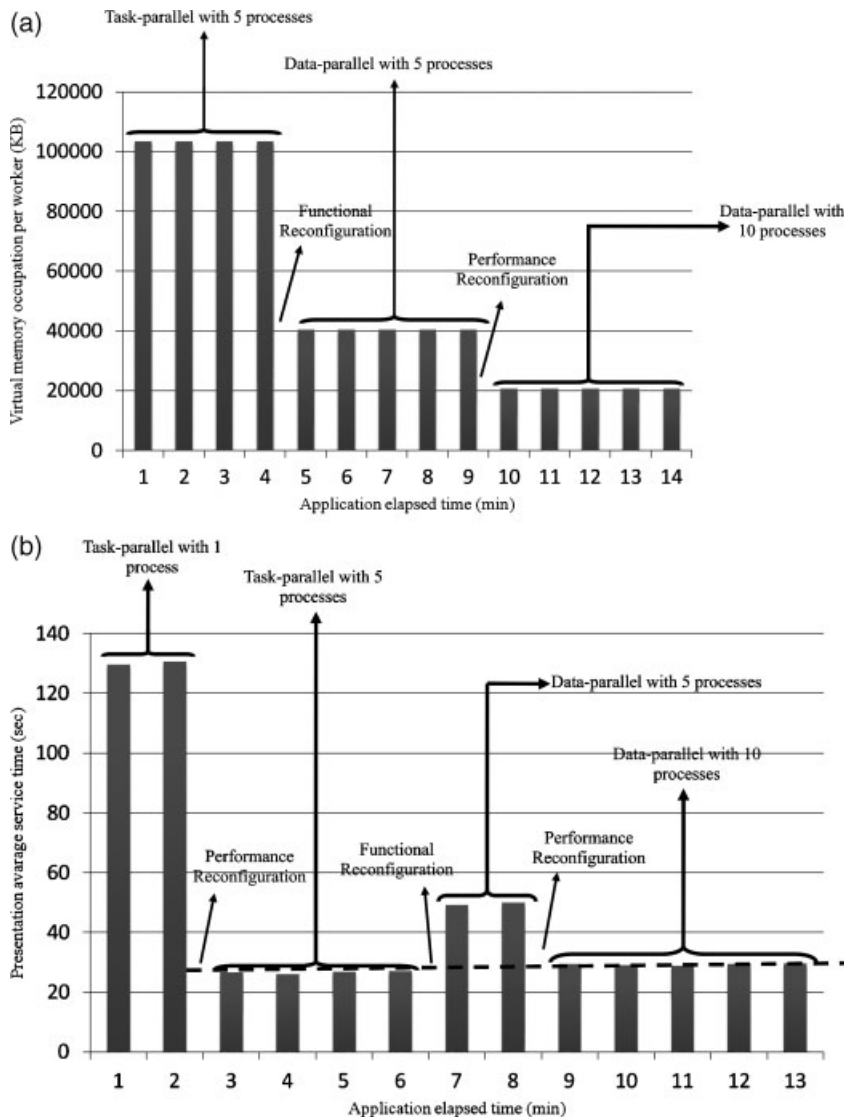 (a)
Task-parallel with 5 processes
Data-parallel with 5 processes
Virtual memory occupation per worker (KB)
120000
100000
80000
60000
40000
20000
0
Functional
Reconfiguration
Performance
Reconfiguration
Data-parallel with
10 processes
1 2 3 4 5 6 7 8 9 10 11 12 13 14
Application elapsed time (min)
(b)
Task-parallel with 1
process
Task-parallel with 5
processes
Data-parallel with 5 processes
Data-parallel with 10
processes
Presentation avarage service time (sec)
140
120
100
80
60
40
20
0
Performance
Reconfiguration
Functional
Reconfiguration
Performance
Reconfiguration
1 2 3 4 5 6 7 8 9 10 11 12 13
Application elapsed time (min)